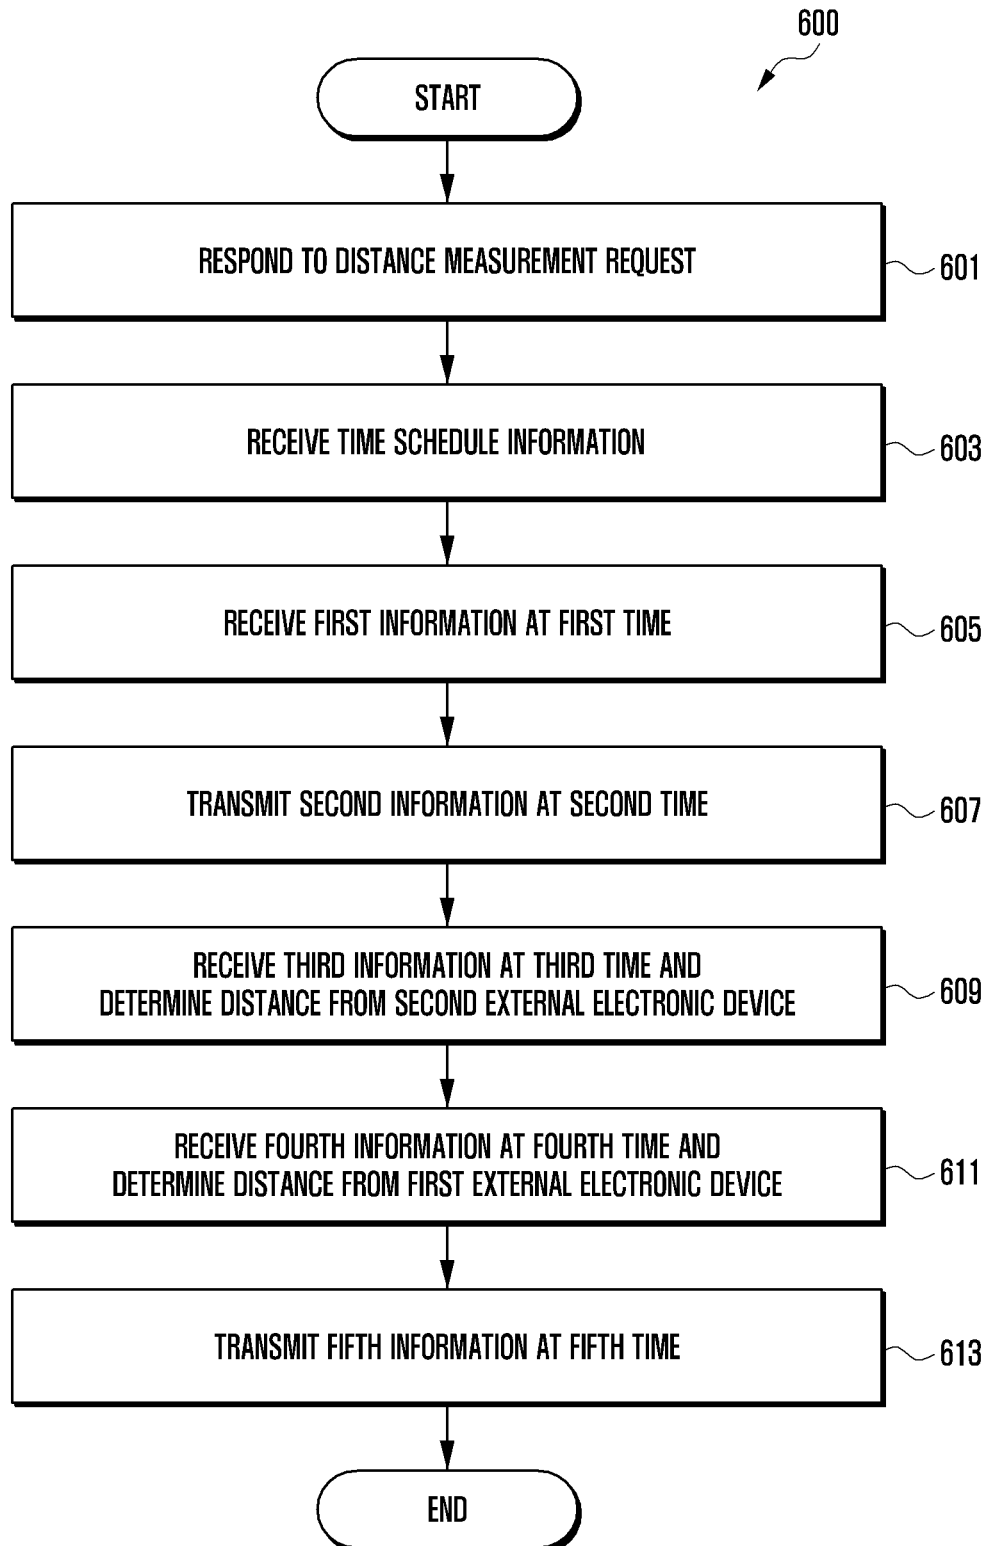 600
START
RESPOND TO DISTANCE MEASUREMENT REQUEST
601
RECEIVE TIME SCHEDULE INFORMATION
603
RECEIVE FIRST INFORMATION AT FIRST TIME
605
TRANSMIT SECOND INFORMATION AT SECOND TIME
607
RECEIVE THIRD INFORMATION AT THIRD TIME AND
DETERMINE DISTANCE FROM SECOND EXTERNAL ELECTRONIC DEVICE
609
RECEIVE FOURTH INFORMATION AT FOURTH TIME AND
DETERMINE DISTANCE FROM FIRST EXTERNAL ELECTRONIC DEVICE
611
TRANSMIT FIFTH INFORMATION AT FIFTH TIME
613
END